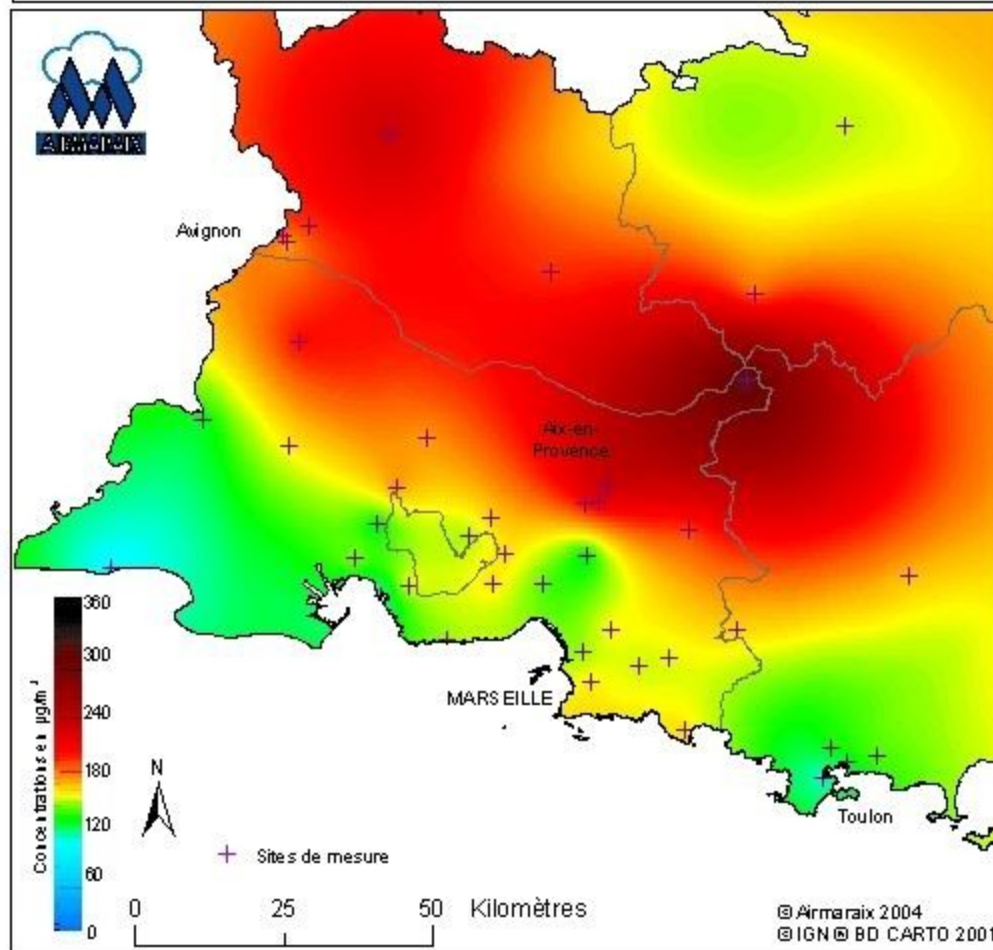 AIRMARAIX
Avignon
Aix-en-
Provence
MARSEILLE
Toulon
Concentrations en µg/m³
360
300
240
180
120
60
0
N
Sites de mesure
0 25 50 Kilomètres
© Airmaraix 2004
© IGN ® BD CARTO 2001